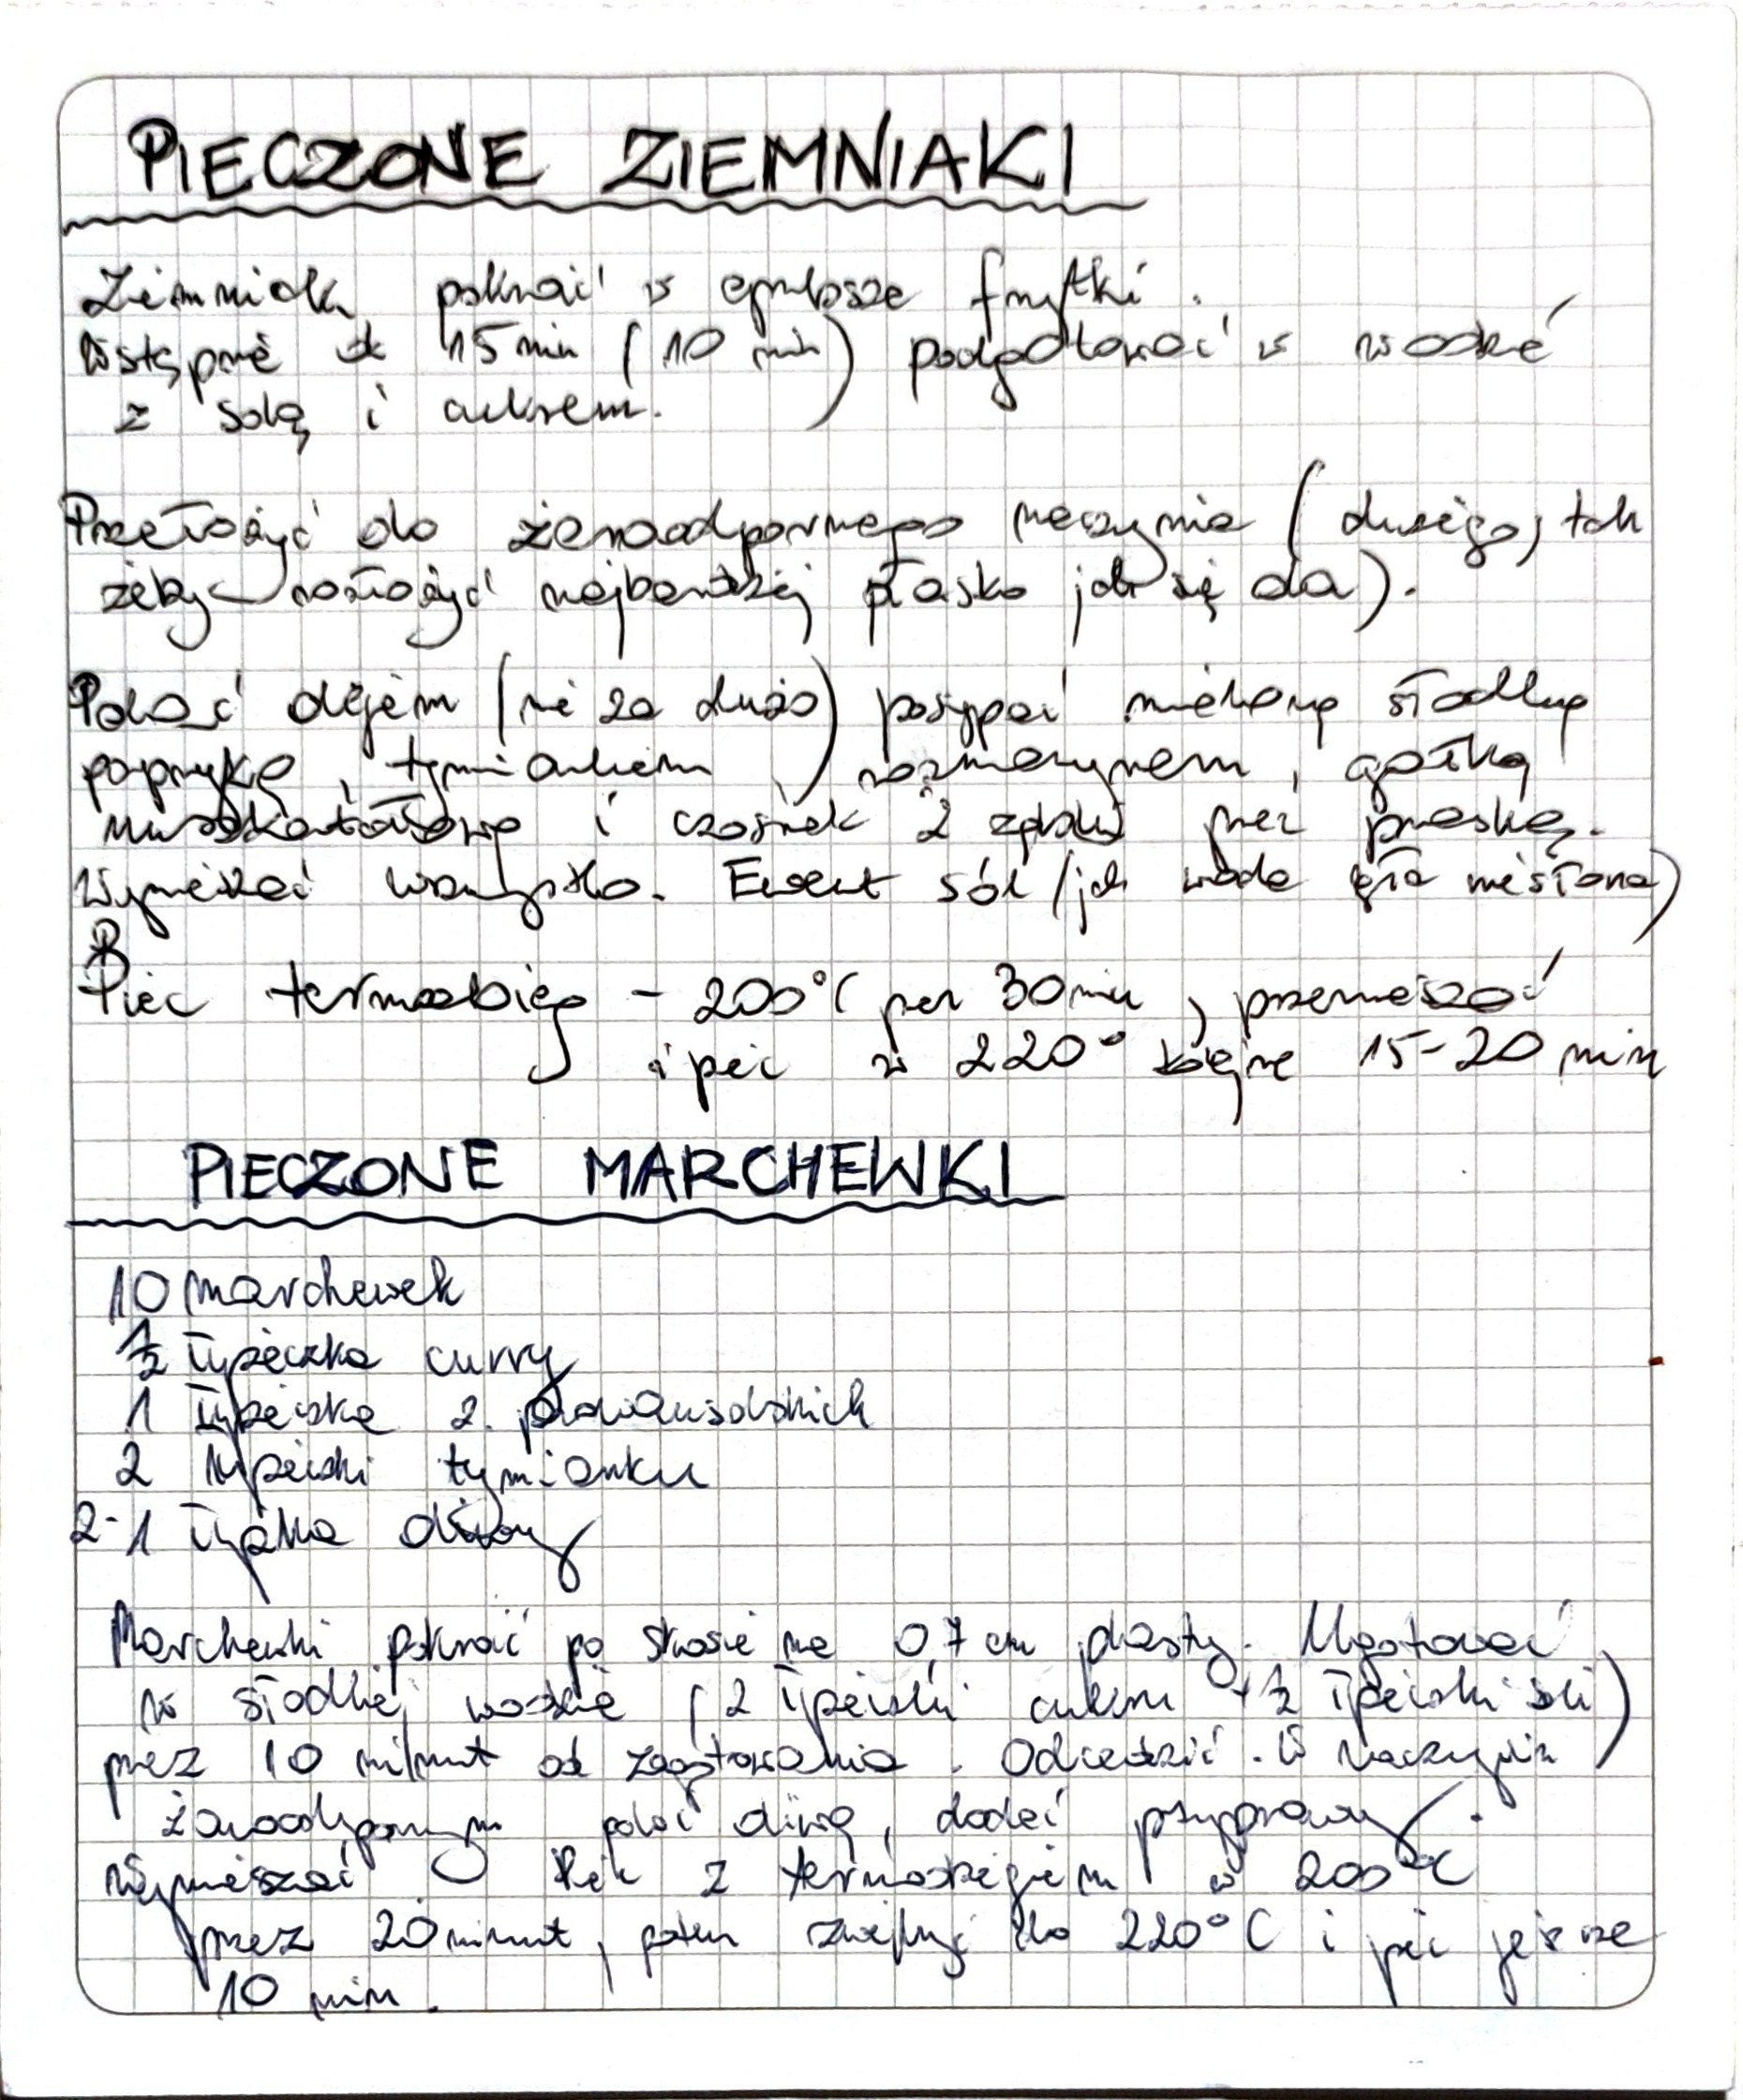 PIECZONE ZIEMNIAKI
Ziemniaki pokroić w grubsze frytki.
Wstępnie 15 min (10 min) podgotować w wodzie
z solą i cukrem.
Przełożyć do żaroodpornego naczynia (dużego, tak
żeby rozłożyć najbardziej płasko jak się da).
Polać olejem (nie za dużo) posypać mieloną słodką
papryką, tymiankiem, rozmarynem, gałką
muszkatołową i czosnek 2 ząbki przez praskę.
Wymieszać wszystko. Ewent sól (jak woda była niesłona)
Piec termoobieg - 200°C przez 30 min, przemieszać
i piec w 220° kolejne 15-20 min
PIECZONE MARCHEWKI
10 marchewek
1/2 łyżeczka curry
1 łyżeczka z. prowansalskich
2 łyżeczki tymianku
2-1 łyżka oliwy
Marchewki pokroić po skosie na 0,7 cm plastry. Ugotować
w słodkiej wodzie (2 łyżeczki cukru + 1/2 łyżeczki soli)
przez 10 minut od zagotowania. Odcedzić. W naczyniu
żaroodpornym polać oliwą, dodać przyprawy.
Wymieszać Piec z termoobiegiem w 200°C
przez 20 minut, potem zwiększyć do 220°C i piec jeszcze
10 min.